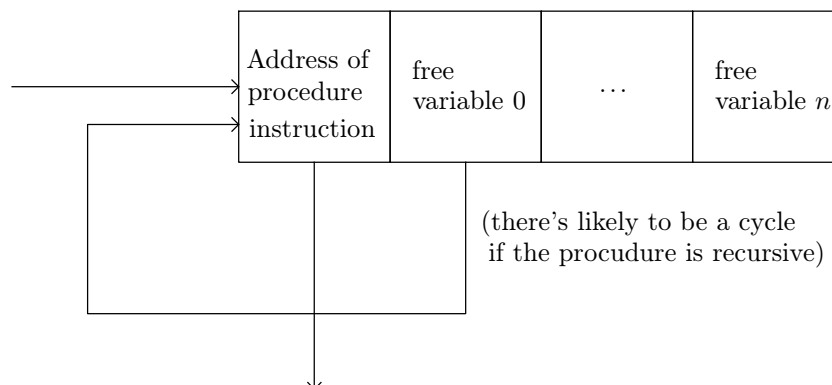 Address of
procedure
instruction
free
variable 0
...
free
variable n
(there's likely to be a cycle
if the procudure is recursive)